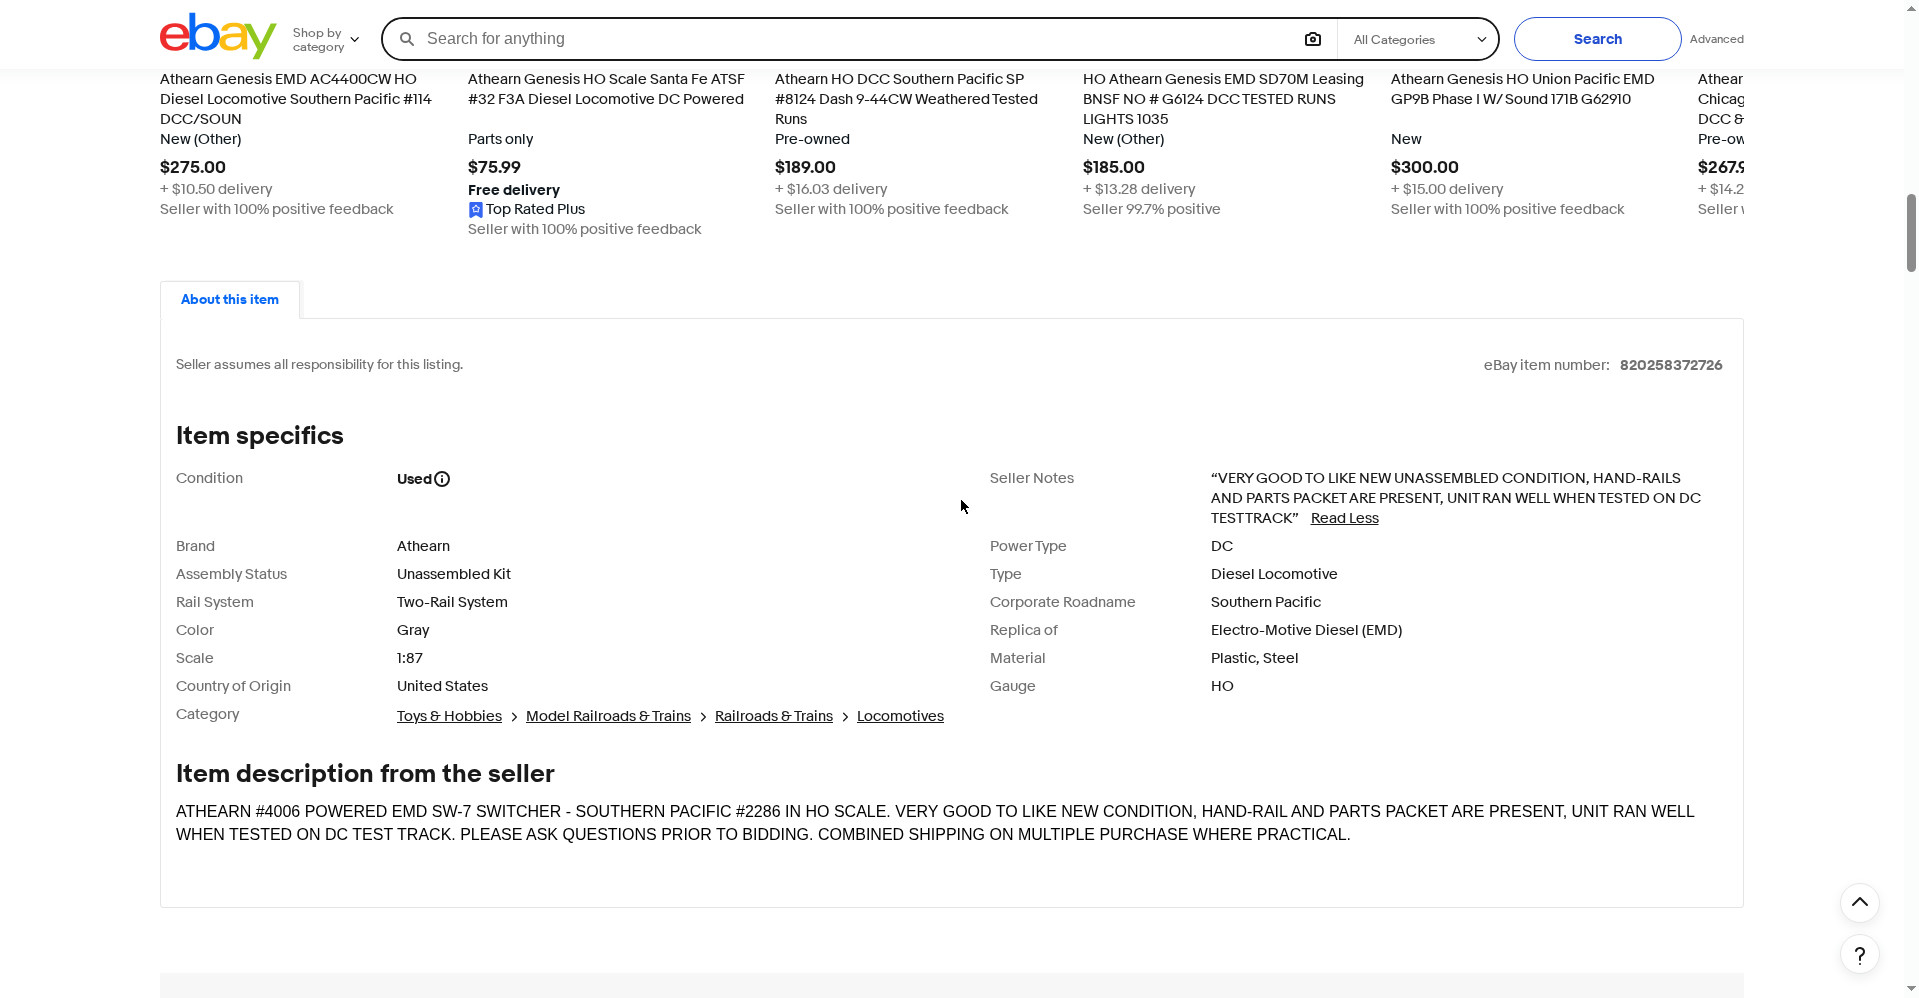 ebay
Shop by
category
Search for anything
All Categories
Search
Advanced
Athearn Genesis EMD AC4400CW HO
Diesel Locomotive Southern Pacific #114
DCC/SOUN
New (Other)
$275.00
+ $10.50 delivery
Seller with 100% positive feedback
Athearn Genesis HO Scale Santa Fe ATSF
#32 F3A Diesel Locomotive DC Powered
Parts only
$75.99
Free delivery
Top Rated Plus
Seller with 100% positive feedback
Athearn HO DCC Southern Pacific SP
#8124 Dash 9-44CW Weathered Tested
Runs
Pre-owned
$189.00
+ $16.03 delivery
Seller with 100% positive feedback
HO Athearn Genesis EMD SD70M Leasing
BNSF NO # G6124 DCC TESTED RUNS
LIGHTS 1035
New (Other)
$185.00
+ $13.28 delivery
Seller 99.7% positive
Athearn Genesis HO Union Pacific EMD
GP9B Phase I W/ Sound 171B G62910
New
$300.00
+ $15.00 delivery
Seller with 100% positive feedback
Athear
Chicag
DCC &
Pre-ow
$267.9
+ $14.2
Seller
About this item
Seller assumes all responsibility for this listing.
eBay item number: 820258372726
Item specifics
Condition
Used
Seller Notes
“VERY GOOD TO LIKE NEW UNASSEMBLED CONDITION, HAND-RAILS
AND PARTS PACKET ARE PRESENT, UNIT RAN WELL WHEN TESTED ON DC
TEST TRACK” Read Less
Brand
Athearn
Power Type
DC
Assembly Status
Unassembled Kit
Type
Diesel Locomotive
Rail System
Two-Rail System
Corporate Roadname
Southern Pacific
Color
Gray
Replica of
Electro-Motive Diesel (EMD)
Scale
1:87
Material
Plastic, Steel
Country of Origin
United States
Gauge
HO
Category
Toys & Hobbies > Model Railroads & Trains > Railroads & Trains > Locomotives
Item description from the seller
ATHEARN #4006 POWERED EMD SW-7 SWITCHER - SOUTHERN PACIFIC #2286 IN HO SCALE. VERY GOOD TO LIKE NEW CONDITION, HAND-RAIL AND PARTS PACKET ARE PRESENT, UNIT RAN WELL
WHEN TESTED ON DC TEST TRACK. PLEASE ASK QUESTIONS PRIOR TO BIDDING. COMBINED SHIPPING ON MULTIPLE PURCHASE WHERE PRACTICAL.
?